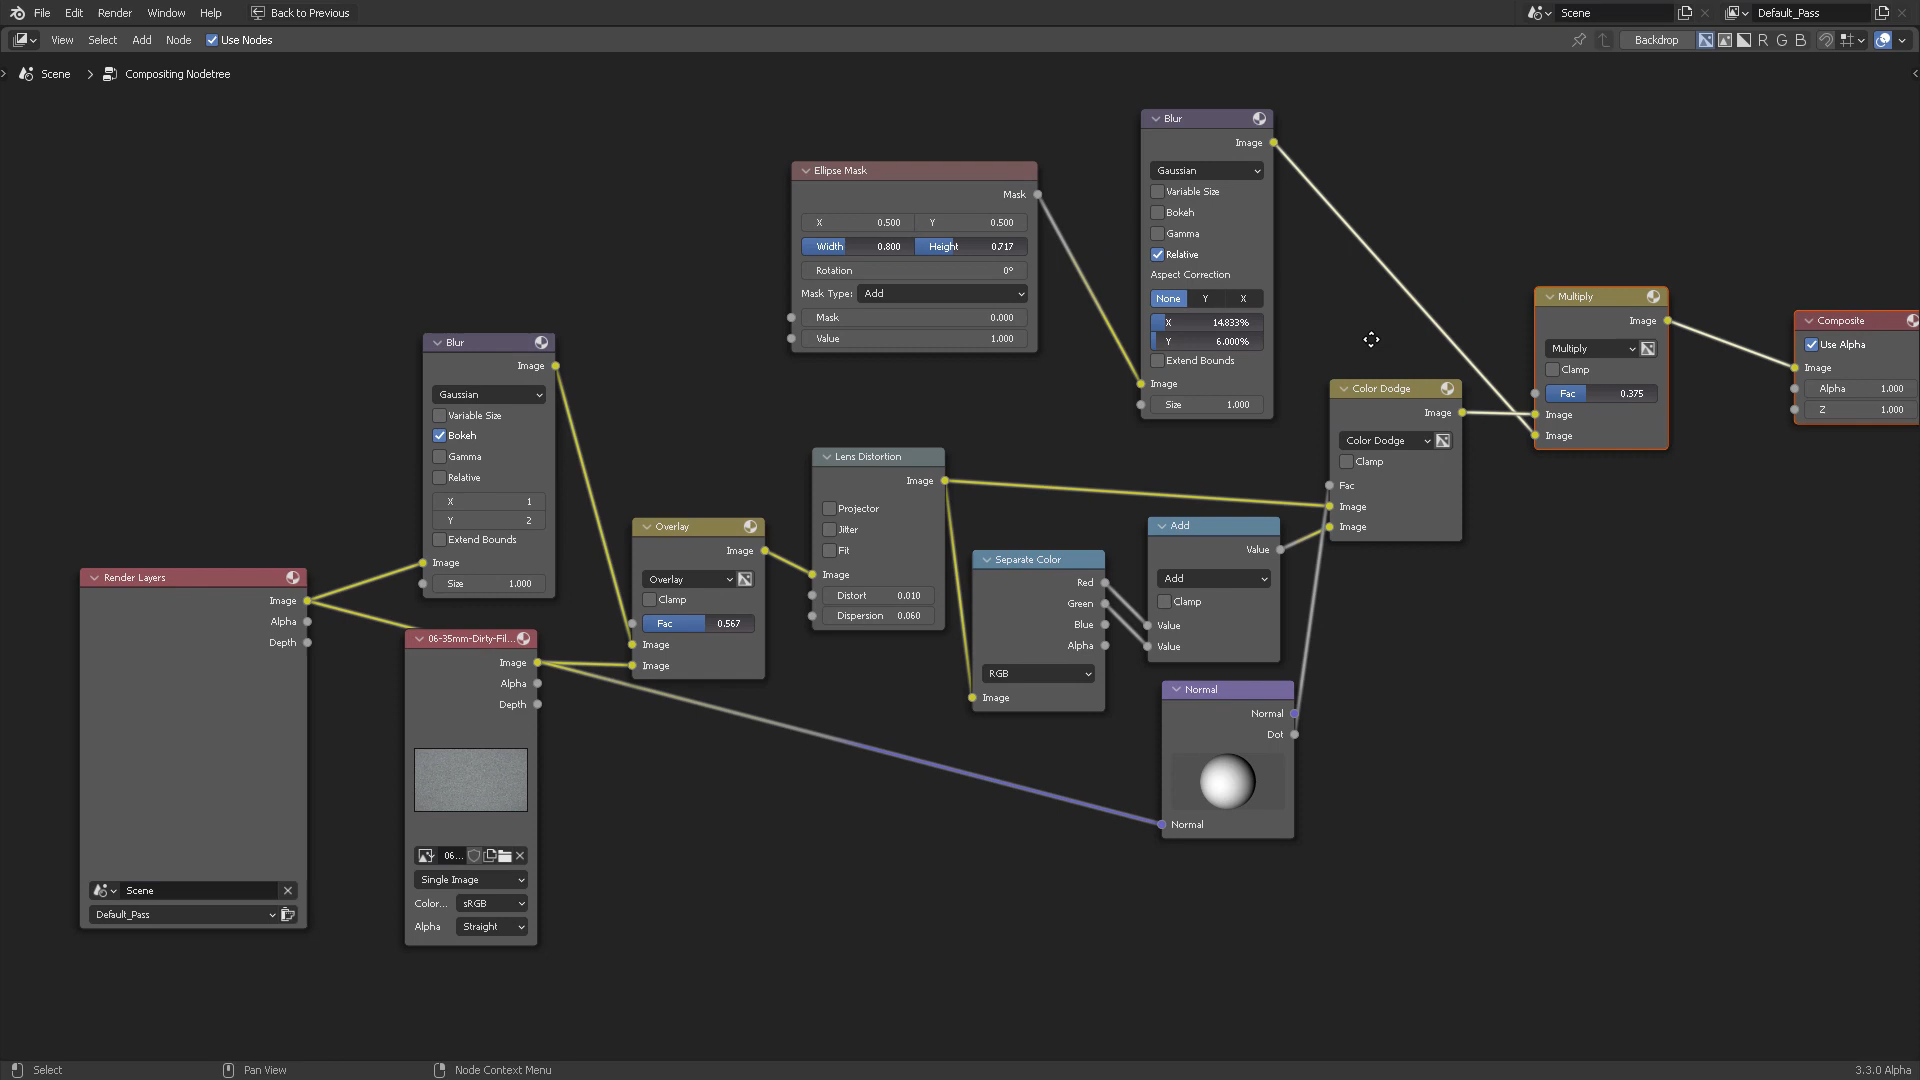 File Edit Render Window Help Back to Previous Scene Default_Pass
View Select Add Node Use Nodes Backdrop R G B
Scene Compositing Nodetree
Blur
Image
Gaussian
Variable Size
Bokeh
Gamma
Relative
Aspect Correction
None Y X
X 14.833%
Y 6.000%
Extend Bounds
Image
Size 1.000
Ellipse Mask
Mask
X 0.500 Y 0.500
Width 0.800 Height 0.717
Rotation 0°
Mask Type: Add
Mask 0.000
Value 1.000
Multiply
Image
Multiply
Clamp
Fac 0.375
Image
Image
Composite
Use Alpha
Image
Alpha 1.000
Z 1.000
Blur
Image
Gaussian
Variable Size
Bokeh
Gamma
Relative
X 1
Y 2
Extend Bounds
Image
Size 1.000
Color Dodge
Image
Color Dodge
Clamp
Fac
Image
Image
Lens Distortion
Image
Projector
Jitter
Fit
Image
Distort 0.010
Dispersion 0.060
Overlay
Image
Overlay
Clamp
Fac 0.567
Image
Image
Add
Value
Add
Clamp
Value
Value
Separate Color
Red
Green
Blue
Alpha
RGB
Image
Render Layers
Image
Alpha
Depth
Scene
Default_Pass
06-35mm-Dirty-Fil...
Image
Alpha
Depth
06...
Single Image
Color... sRGB
Alpha Straight
Normal
Normal
Dot
Normal
Select Pan View Node Context Menu 3.3.0 Alpha